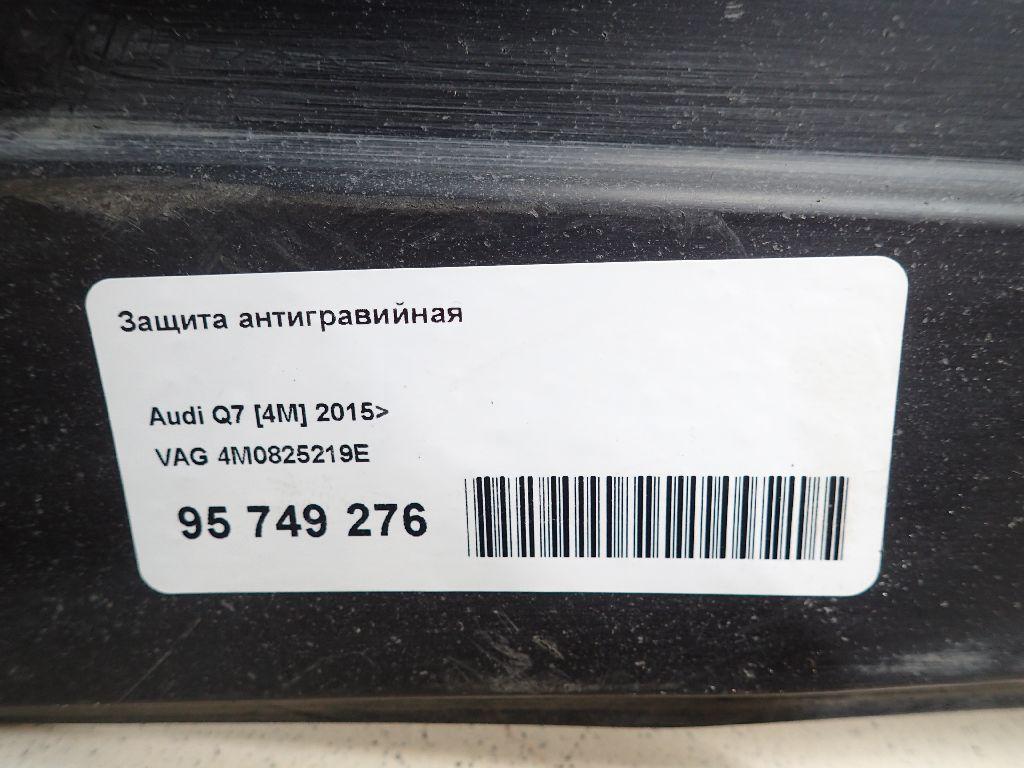 Защита антигравийная
Audi Q7 [4M] 2015>
VAG 4M0825219E
95 749 276